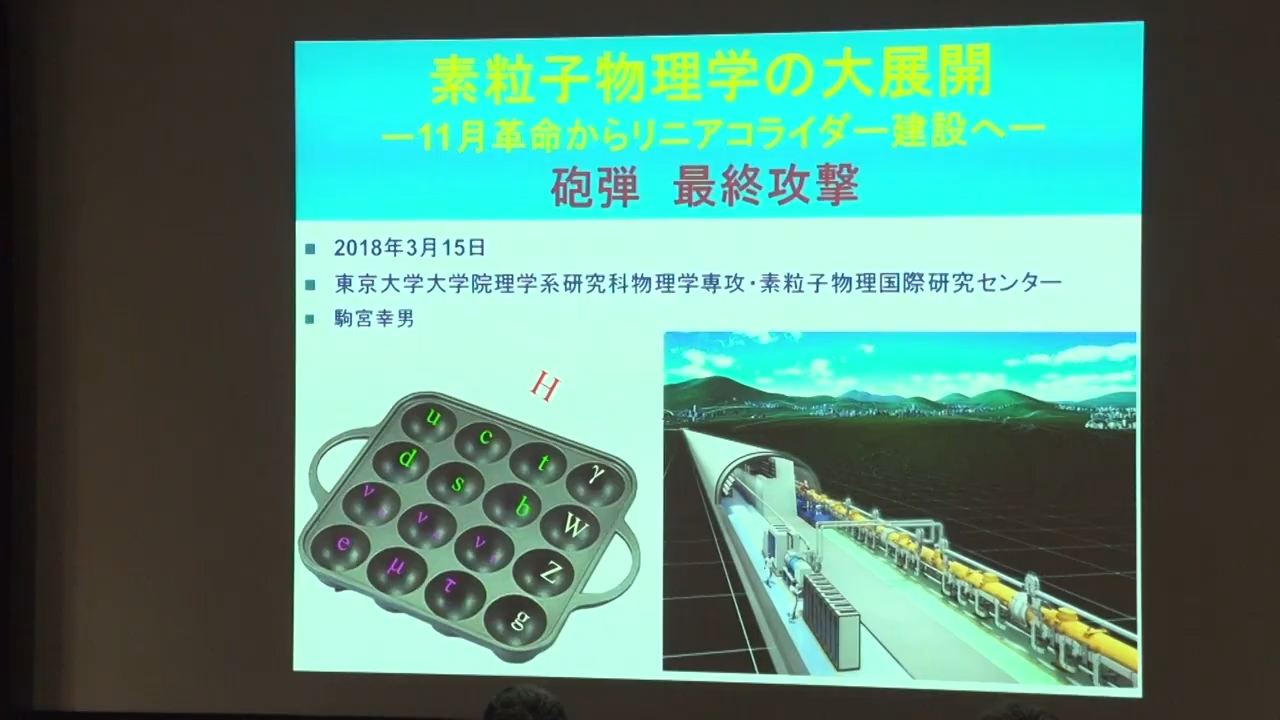 素粒子物理学の大展開
ー11月革命からリニアコライダー建設へー
砲弾　最終攻撃
2018年3月15日
東京大学大学院理学系研究科物理学専攻・素粒子物理国際研究センター
駒宮幸男
H
u c t γ
d s b W
ν ν ν Z
e μ τ g